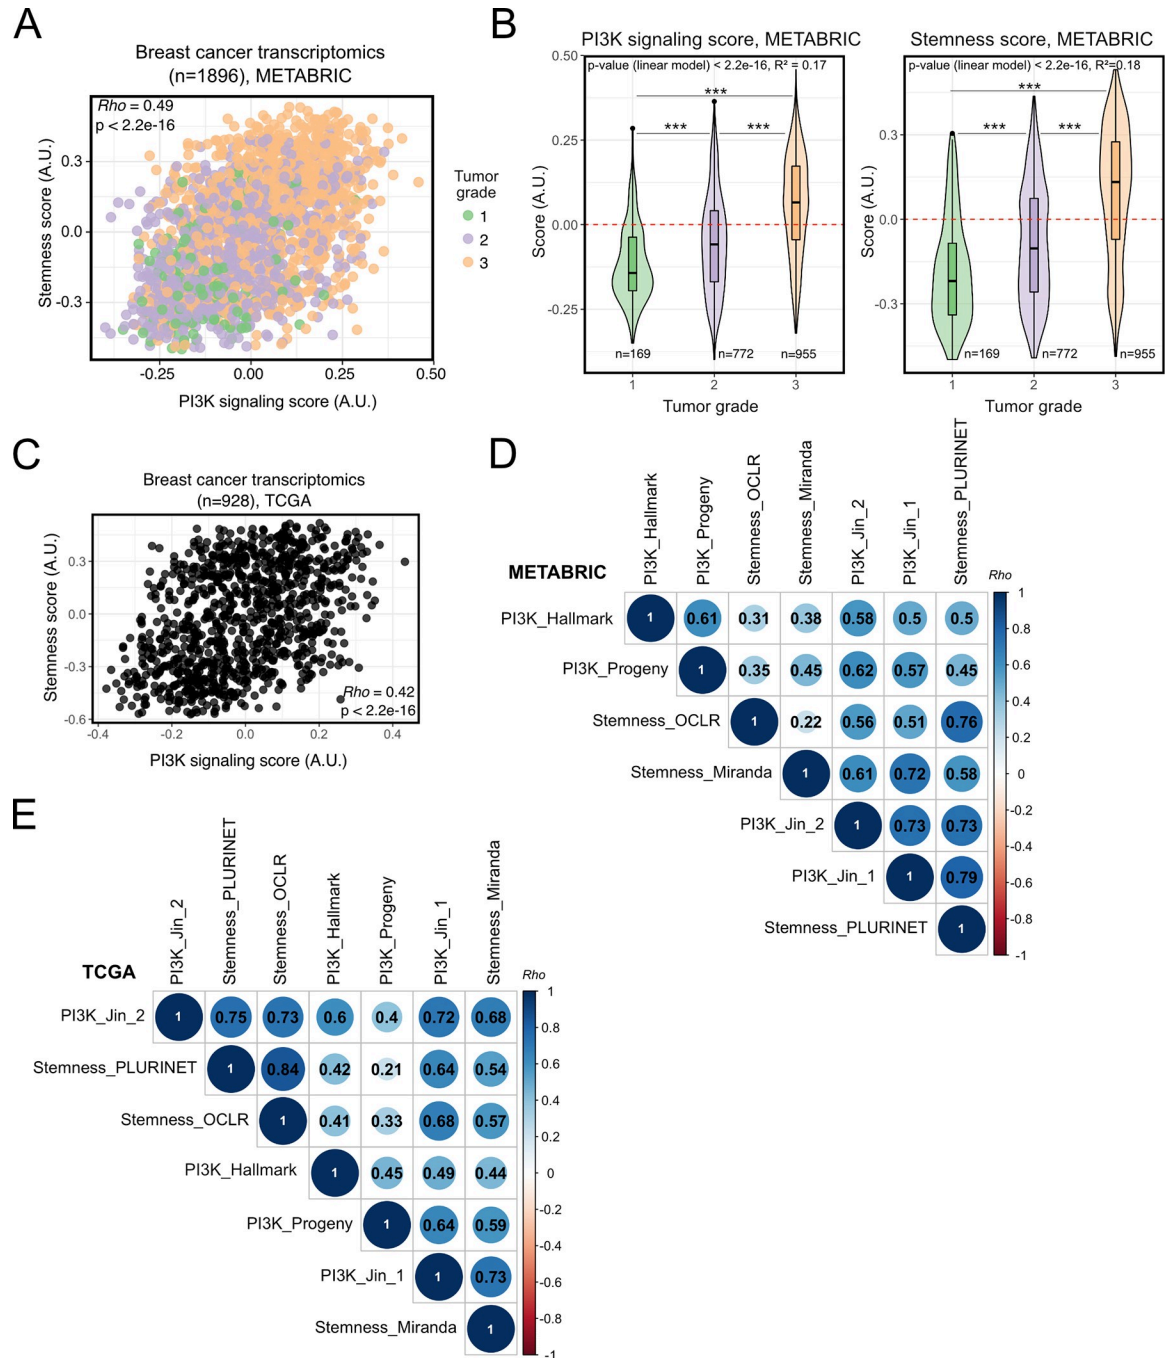 A
Breast cancer transcriptomics
(n=1896), METABRIC
Rho = 0.49
p < 2.2e-16
Stemness score (A.U.)
0.3
0.0
-0.3
-0.25
0.00
0.25
0.50
PI3K signaling score (A.U.)
Tumor
grade
1
2
3
B
PI3K signaling score, METABRIC
p-value (linear model) < 2.2e-16, R² = 0.17
***
***
***
Score (A.U.)
0.50
0.25
0.00
-0.25
n=169
n=772
n=955
1
2
3
Tumor grade
Stemness score, METABRIC
p-value (linear model) < 2.2e-16, R²=0.18
***
***
***
Score (A.U.)
0.3
0.0
-0.3
n=169
n=772
n=955
1
2
3
Tumor grade
C
Breast cancer transcriptomics
(n=928), TCGA
Stemness score (A.U.)
0.3
0.0
-0.3
-0.6
Rho = 0.42
p < 2.2e-16
-0.4
-0.2
0.0
0.2
0.4
PI3K signaling score (A.U.)
D
METABRIC
PI3K_Hallmark
PI3K_Progeny
Stemness_OCLR
Stemness_Miranda
PI3K_Jin_2
PI3K_Jin_1
Stemness_PLURINET
Rho
PI3K_Hallmark 1 0.61 0.31 0.38 0.58 0.5 0.5
PI3K_Progeny 1 0.35 0.45 0.62 0.57 0.45
Stemness_OCLR 1 0.22 0.56 0.51 0.76
Stemness_Miranda 1 0.61 0.72 0.58
PI3K_Jin_2 1 0.73 0.73
PI3K_Jin_1 1 0.79
Stemness_PLURINET 1
1
0.8
0.6
0.4
0.2
0
-0.2
-0.4
-0.6
-0.8
-1
E
TCGA
PI3K_Jin_2
Stemness_PLURINET
Stemness_OCLR
PI3K_Hallmark
PI3K_Progeny
PI3K_Jin_1
Stemness_Miranda
Rho
PI3K_Jin_2 1 0.75 0.73 0.6 0.4 0.72 0.68
Stemness_PLURINET 1 0.84 0.42 0.21 0.64 0.54
Stemness_OCLR 1 0.41 0.33 0.68 0.57
PI3K_Hallmark 1 0.45 0.49 0.44
PI3K_Progeny 1 0.64 0.59
PI3K_Jin_1 1 0.73
Stemness_Miranda 1
1
0.8
0.6
0.4
0.2
0
-0.2
-0.4
-0.6
-0.8
-1